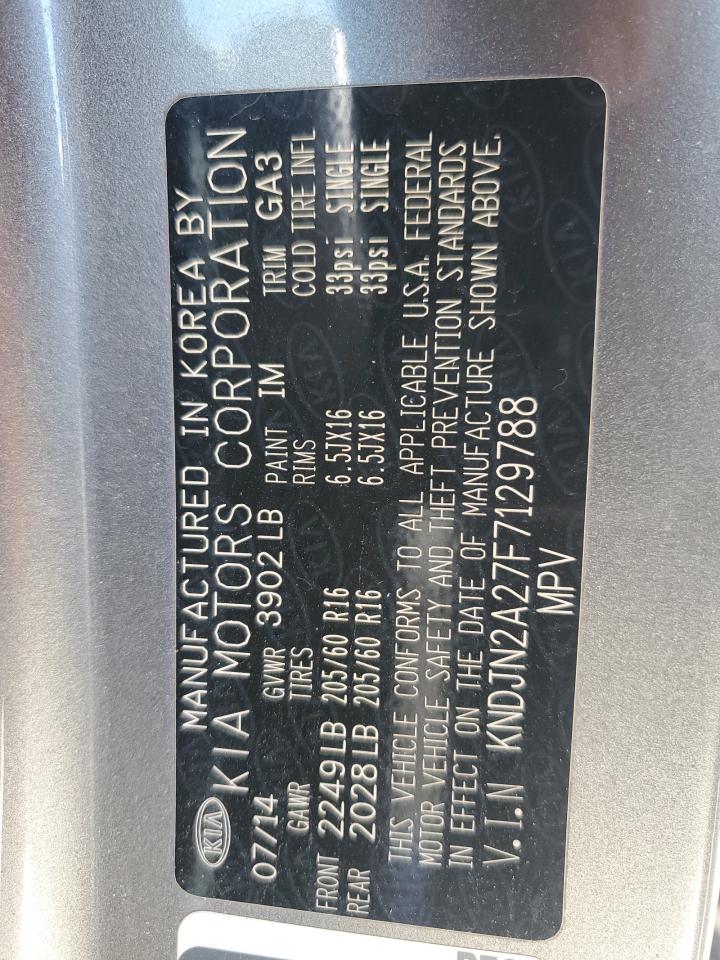 MANUFACTURED IN KOREA BY
KIA KIA MOTORS CORPORATION
07/14 GVWR 3902LB PAINT IM TRIM GA3
GAWR TIRES RIMS COLD TIRE INFL
FRONT 2249LB 205/60 R16 6.5JX16 33psi SINGLE
REAR 2028LB 205/60 R16 6.5JX16 33psi SINGLE
THIS VEHICLE CONFORMS TO ALL APPLICABLE U.S.A. FEDERAL
MOTOR VEHICLE SAFETY AND THEFT PREVENTION STANDARDS
IN EFFECT ON THE DATE OF MANUFACTURE SHOWN ABOVE.
V.I.N KNDJN2A27F7129788
MPV